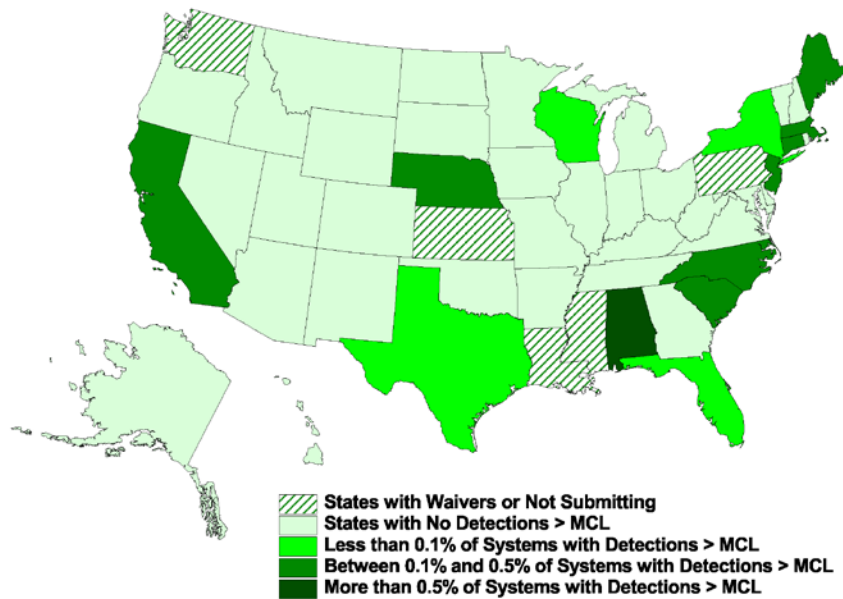 States with Waivers or Not Submitting
States with No Detections > MCL
Less than 0.1% of Systems with Detections > MCL
Between 0.1% and 0.5% of Systems with Detections > MCL
More than 0.5% of Systems with Detections > MCL